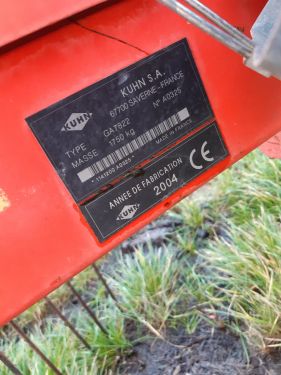 KUHN S.A.
67700 SAVERNE - FRANCE
KUHN
TYPE GA7822 N° A0325
MASSE 1750 kg
MADE IN FRANCE
KUHN
ANNEE DE FABRICATION
2004
CE